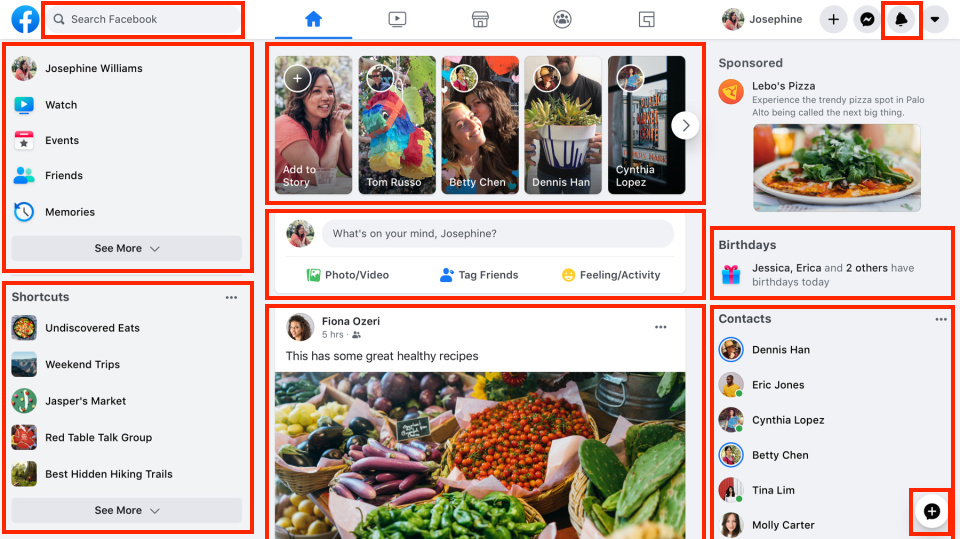 Search Facebook
Josephine
Josephine Williams
Watch
Events
Friends
Memories
See More
Shortcuts
Undiscovered Eats
Weekend Trips
Jasper's Market
Red Table Talk Group
Best Hidden Hiking Trails
See More
Add to
Story
Tom Russo
Betty Chen
Dennis Han
Cynthia
Lopez
What's on your mind, Josephine?
Photo/Video
Tag Friends
Feeling/Activity
Fiona Ozeri
5 hrs ·
This has some great healthy recipes
Sponsored
Lebo's Pizza
Experience the trendy pizza spot in Palo
Alto being called the next big thing.
Birthdays
Jessica, Erica and 2 others have
birthdays today
Contacts
Dennis Han
Eric Jones
Cynthia Lopez
Betty Chen
Tina Lim
Molly Carter